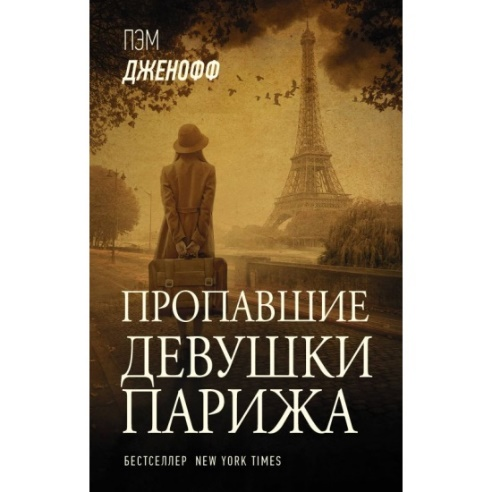 ПЭМ
ДЖЕНОФФ
ПРОПАВШИЕ
ДЕВУШКИ
ПАРИЖА
БЕСТСЕЛЛЕР NEW YORK TIMES